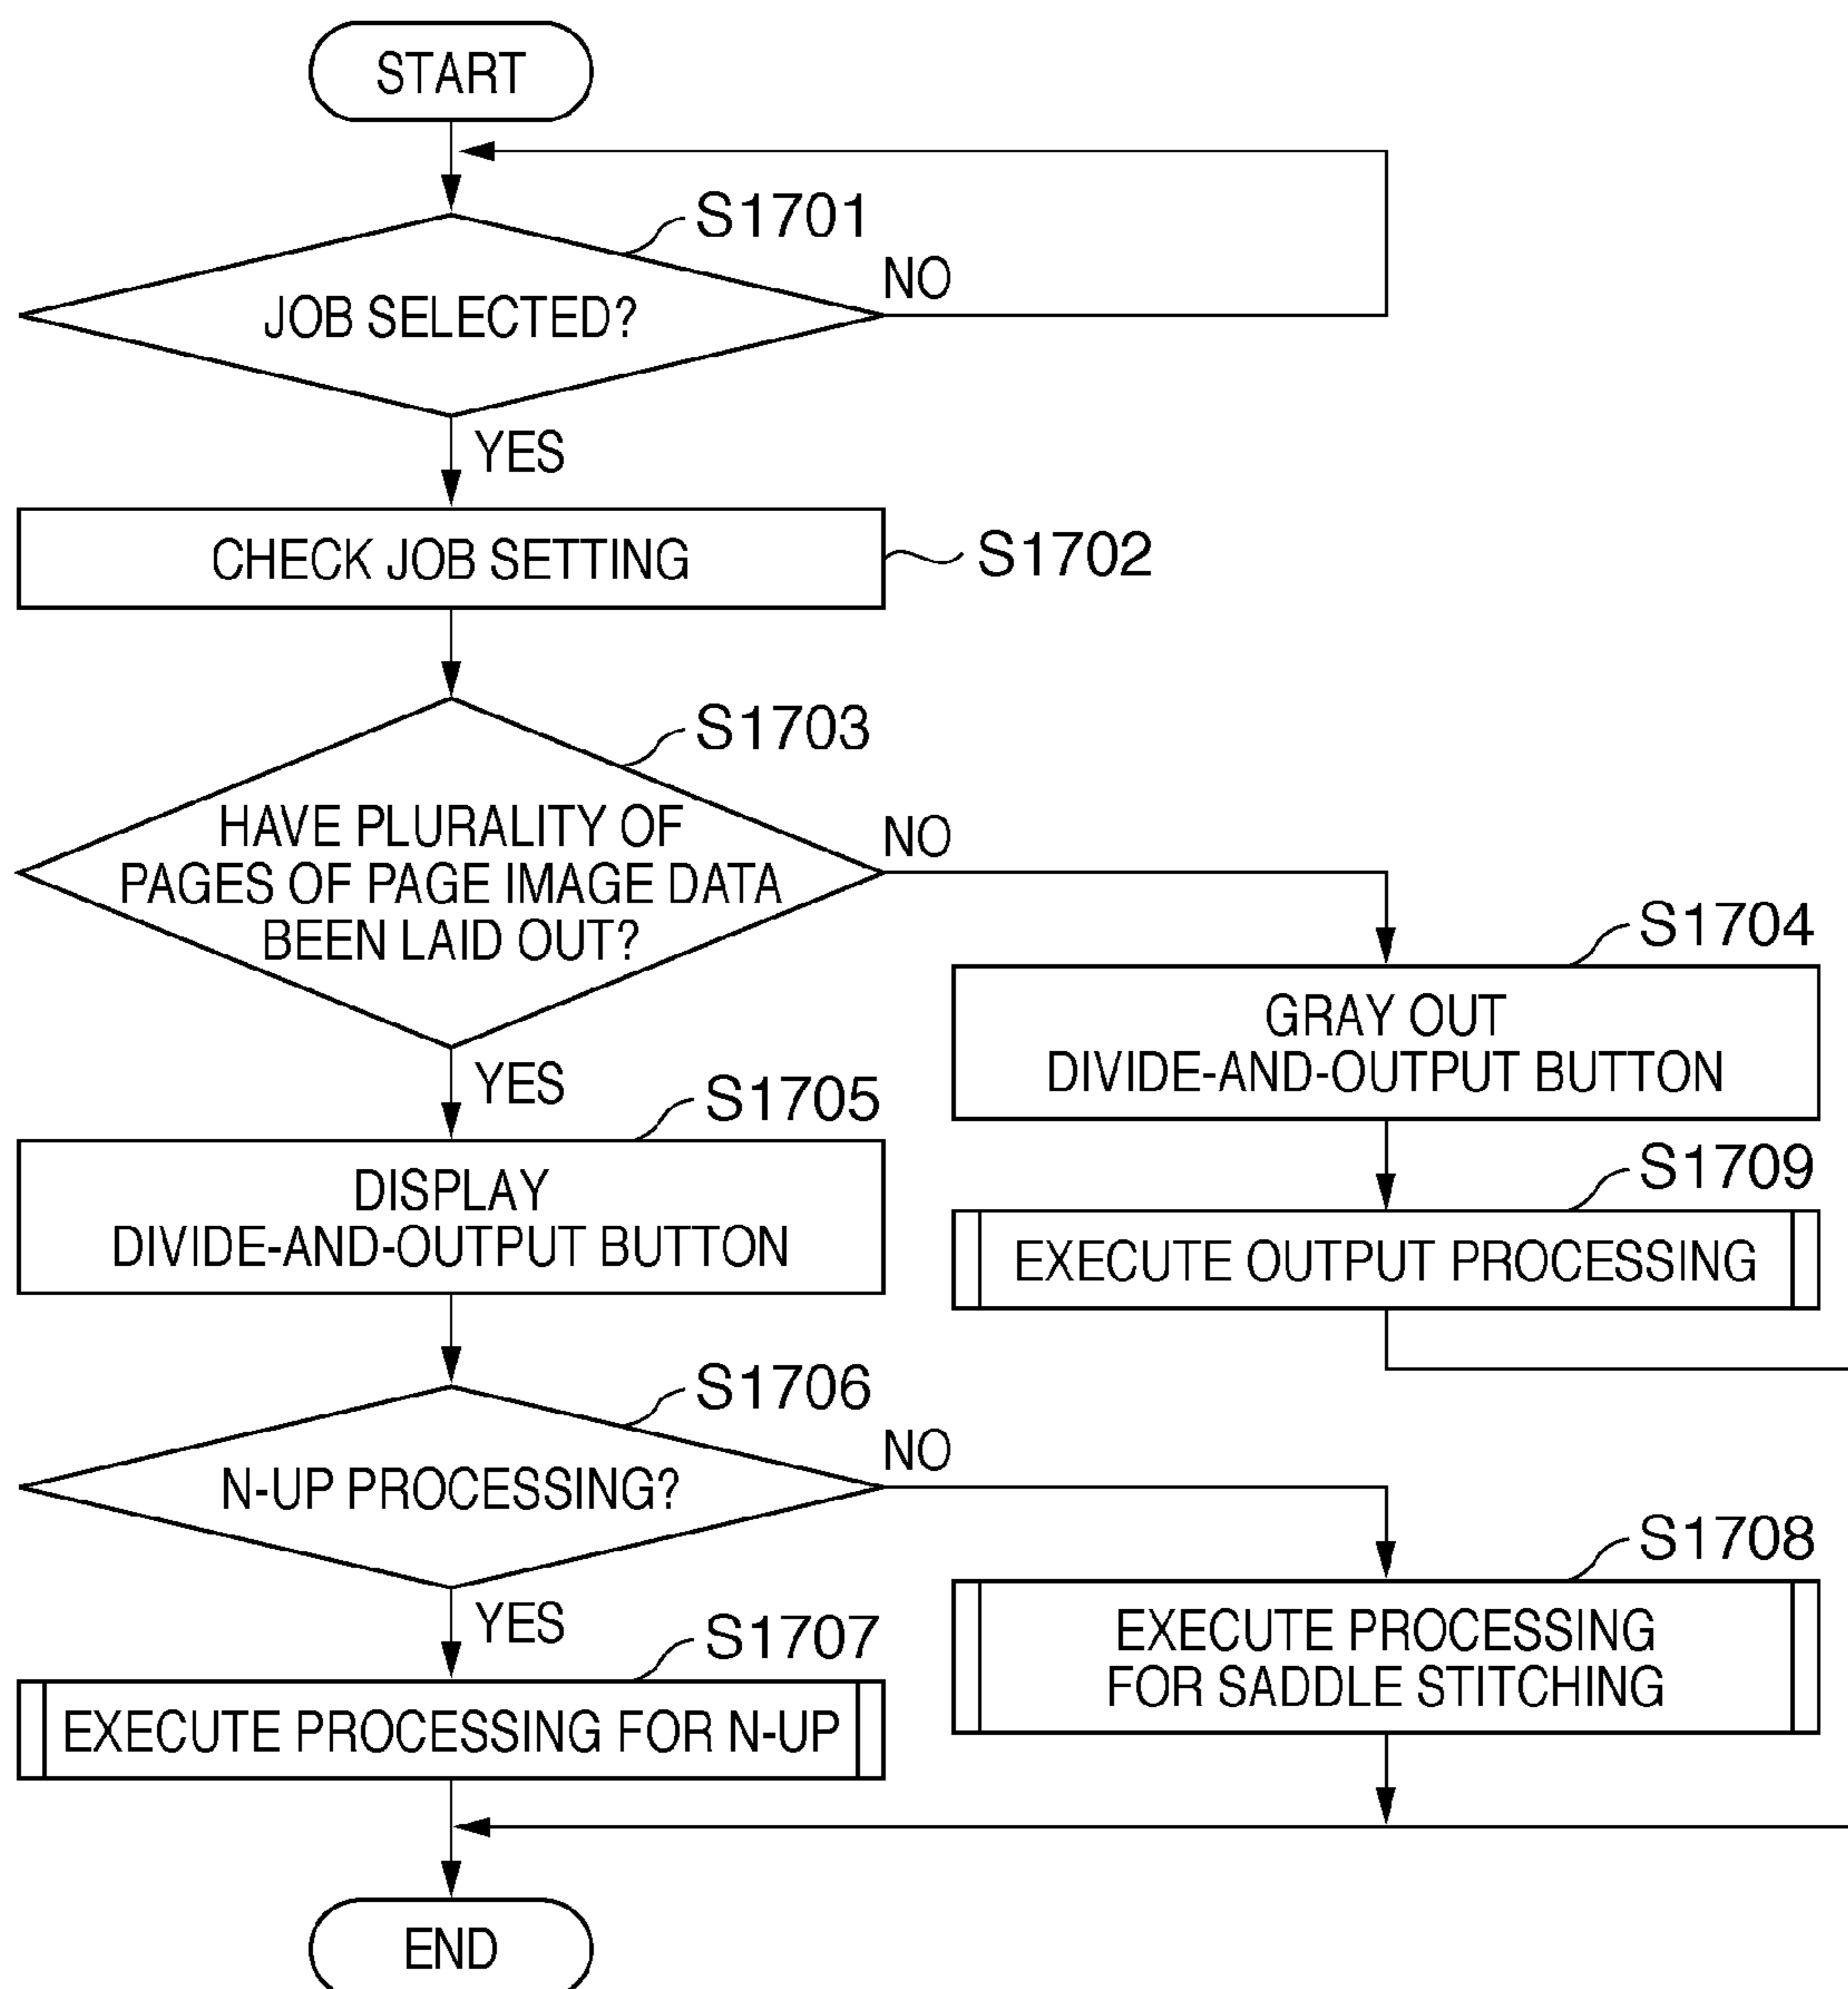 START
S1701
JOB SELECTED?
NO
YES
CHECK JOB SETTING
S1702
S1703
HAVE PLURALITY OF
PAGES OF PAGE IMAGE DATA
BEEN LAID OUT?
NO
YES
S1704
GRAY OUT
DIVIDE-AND-OUTPUT BUTTON
S1705
DISPLAY
DIVIDE-AND-OUTPUT BUTTON
S1709
EXECUTE OUTPUT PROCESSING
S1706
N-UP PROCESSING?
NO
YES
S1708
EXECUTE PROCESSING
FOR SADDLE STITCHING
S1707
EXECUTE PROCESSING FOR N-UP
END